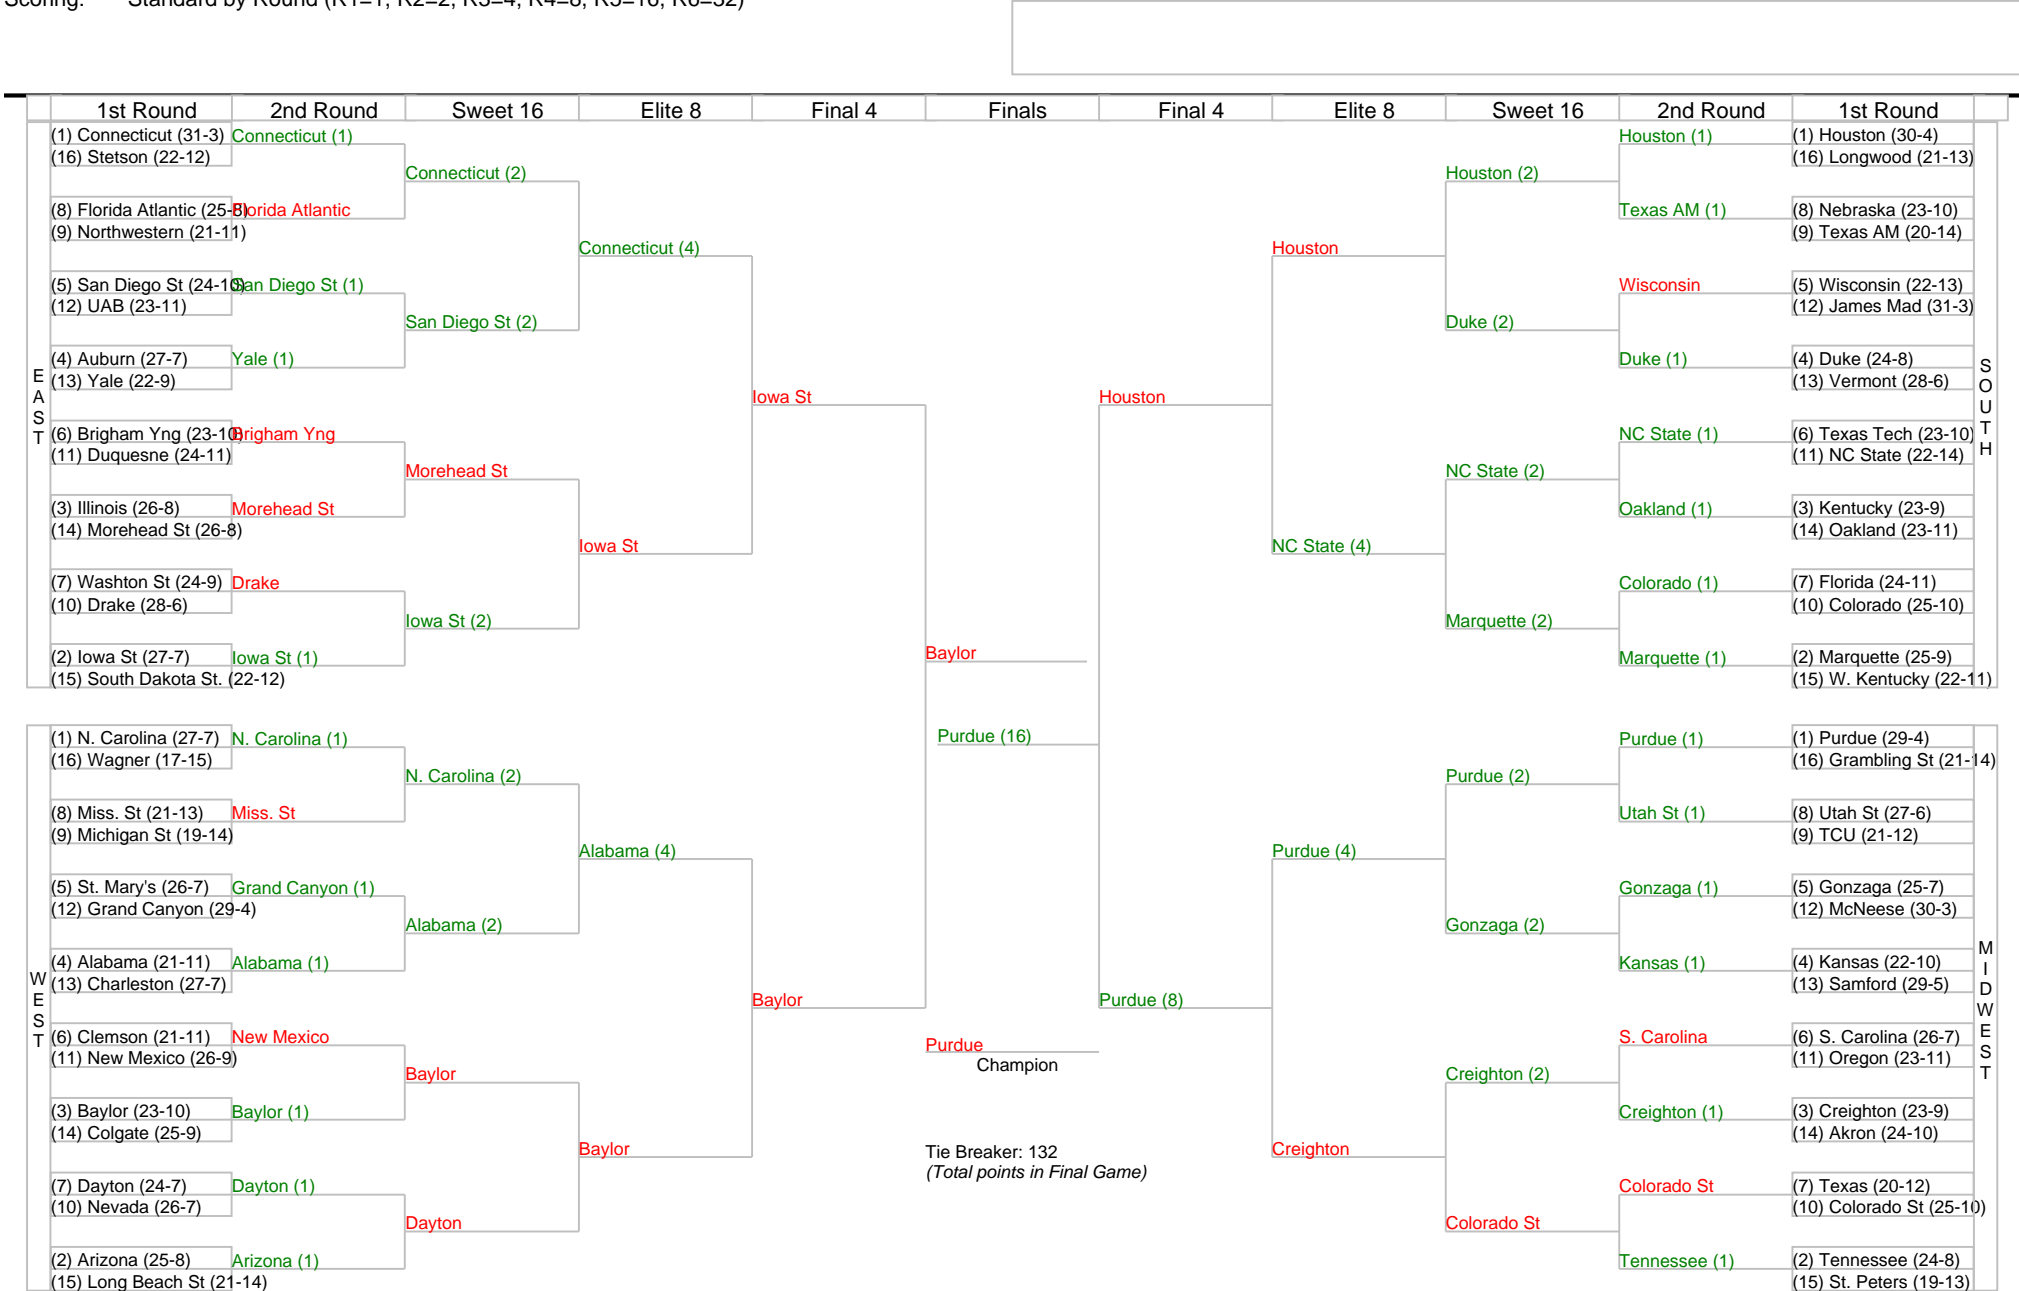 Scoring: Standard by Round (R1=1, R2=2, R3=4, R4=8, R5=16, R6=32)
1st Round 2nd Round Sweet 16 Elite 8 Final 4 Finals Final 4 Elite 8 Sweet 16 2nd Round 1st Round
EAST
(1) Connecticut (31-3)
(16) Stetson (22-12)
(8) Florida Atlantic (25-8)
(9) Northwestern (21-11)
(5) San Diego St (24-10)
(12) UAB (23-11)
(4) Auburn (27-7)
(13) Yale (22-9)
(6) Brigham Yng (23-10)
(11) Duquesne (24-11)
(3) Illinois (26-8)
(14) Morehead St (26-8)
(7) Washton St (24-9)
(10) Drake (28-6)
(2) Iowa St (27-7)
(15) South Dakota St. (22-12)
Connecticut (1)
Florida Atlantic
San Diego St (1)
Yale (1)
Brigham Yng
Morehead St
Drake
Iowa St (1)
Connecticut (2)
San Diego St (2)
Morehead St
Iowa St (2)
Connecticut (4)
Iowa St
Iowa St
WEST
(1) N. Carolina (27-7)
(16) Wagner (17-15)
(8) Miss. St (21-13)
(9) Michigan St (19-14)
(5) St. Mary's (26-7)
(12) Grand Canyon (29-4)
(4) Alabama (21-11)
(13) Charleston (27-7)
(6) Clemson (21-11)
(11) New Mexico (26-9)
(3) Baylor (23-10)
(14) Colgate (25-9)
(7) Dayton (24-7)
(10) Nevada (26-7)
(2) Arizona (25-8)
(15) Long Beach St (21-14)
N. Carolina (1)
Miss. St
Grand Canyon (1)
Alabama (1)
New Mexico
Baylor (1)
Dayton (1)
Arizona (1)
N. Carolina (2)
Alabama (2)
Baylor
Dayton
Alabama (4)
Baylor
Baylor
Baylor
Purdue (16)
Purdue
Champion
Tie Breaker: 132
(Total points in Final Game)
Houston
Purdue (8)
Houston
NC State (4)
Houston (2)
Duke (2)
NC State (2)
Marquette (2)
Houston (1)
Texas AM (1)
Wisconsin
Duke (1)
NC State (1)
Oakland (1)
Colorado (1)
Marquette (1)
(1) Houston (30-4)
(16) Longwood (21-13)
(8) Nebraska (23-10)
(9) Texas AM (20-14)
(5) Wisconsin (22-13)
(12) James Mad (31-3)
(4) Duke (24-8)
(13) Vermont (28-6)
(6) Texas Tech (23-10)
(11) NC State (22-14)
(3) Kentucky (23-9)
(14) Oakland (23-11)
(7) Florida (24-11)
(10) Colorado (25-10)
(2) Marquette (25-9)
(15) W. Kentucky (22-11)
SOUTH
Purdue (4)
Creighton
Purdue (2)
Gonzaga (2)
Creighton (2)
Colorado St
Purdue (1)
Utah St (1)
Gonzaga (1)
Kansas (1)
S. Carolina
Creighton (1)
Colorado St
Tennessee (1)
(1) Purdue (29-4)
(16) Grambling St (21-14)
(8) Utah St (27-6)
(9) TCU (21-12)
(5) Gonzaga (25-7)
(12) McNeese (30-3)
(4) Kansas (22-10)
(13) Samford (29-5)
(6) S. Carolina (26-7)
(11) Oregon (23-11)
(3) Creighton (23-9)
(14) Akron (24-10)
(7) Texas (20-12)
(10) Colorado St (25-10)
(2) Tennessee (24-8)
(15) St. Peters (19-13)
MIDWEST